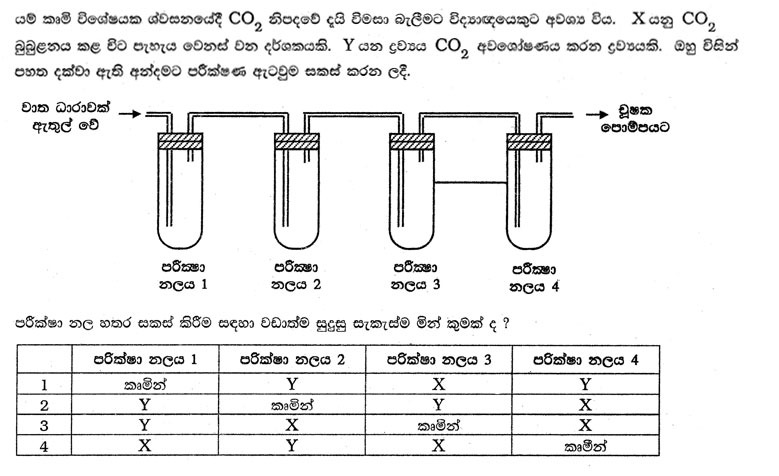 යම් කෘමි විශේෂයක ශ්වසනයේදී CO2 නිපදවේ දැයි විමසා බැලීමට විද්‍යාඥයෙකුට අවශ්‍ය විය. X යනු CO2
බුබුළනය කළ විට පැහැය වෙනස් වන දර්ශකයකි. Y යන ද්‍රව්‍යය CO2 අවශෝෂණය කරන ද්‍රව්‍යයකි. ඔහු විසින්
පහත දක්වා ඇති අන්දමට පරීක්ෂණ ඇටවුම සකස් කරන ලදී.
වාත ධාරාවක්
ඇතුල් වේ
චූෂක
පොම්පයට
පරීක්‍ෂා
නලය 1
පරීක්‍ෂා
නලය 2
පරීක්‍ෂා
නලය 3
පරීක්‍ෂා
නලය 4
පරීක්ෂා නල හතර සකස් කිරීම සඳහා වඩාත්ම සුදුසු සැකැස්ම මින් කුමක් ද ?
පරීක්ෂා නලය 1 පරීක්ෂා නලය 2 පරීක්ෂා නලය 3 පරීක්ෂා නලය 4
1 කෘමීන් Y X Y
2 Y කෘමීන් Y X
3 Y X කෘමීන් X
4 X Y X කෘමීන්